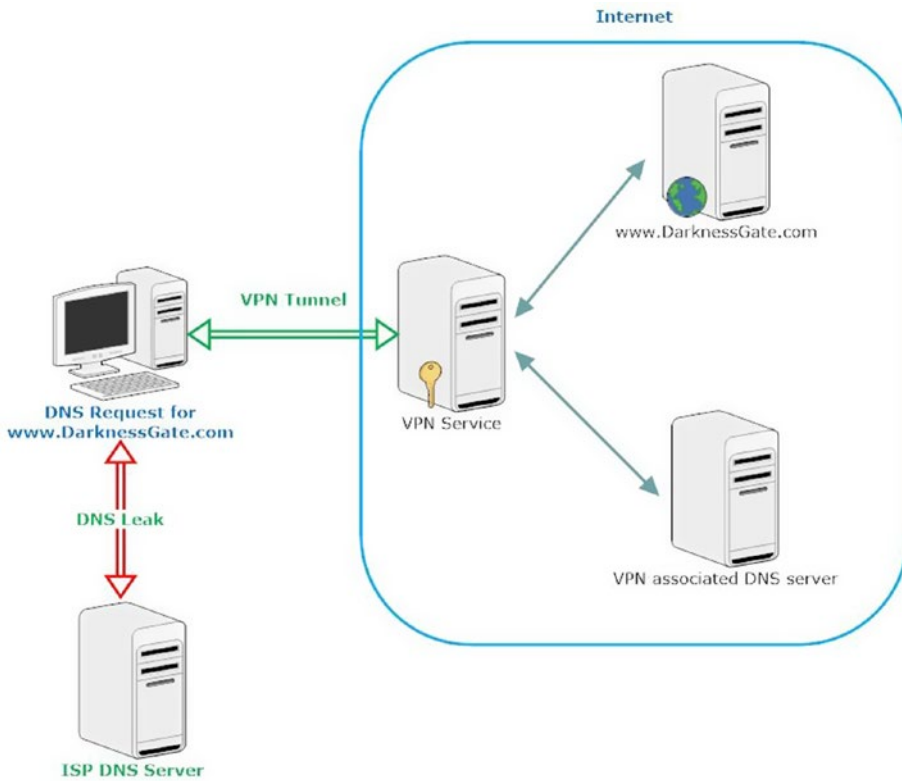 Internet
www.DarknessGate.com
VPN Tunnel
DNS Request for
www.DarknessGate.com
VPN Service
DNS Leak
VPN associated DNS server
ISP DNS Server